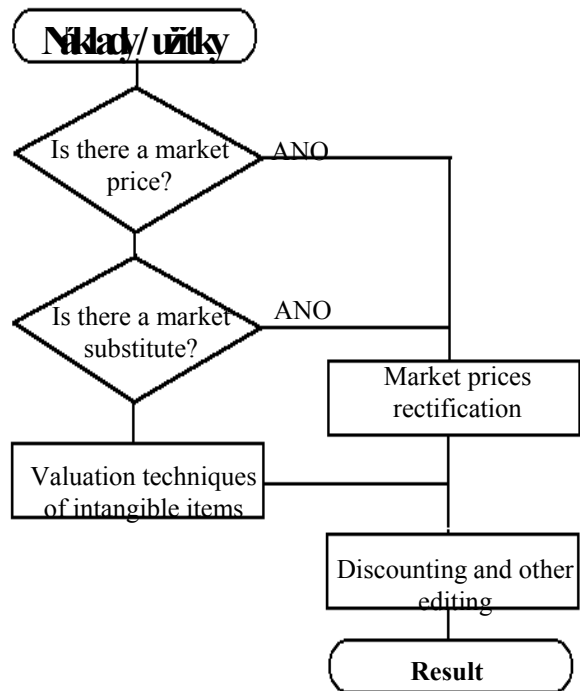 Náklady/ užitky
Is there a market
price?
ANO
Is there a market
substitute?
ANO
Market prices
rectification
Valuation techniques
of intangible items
Discounting and other
editing
Result